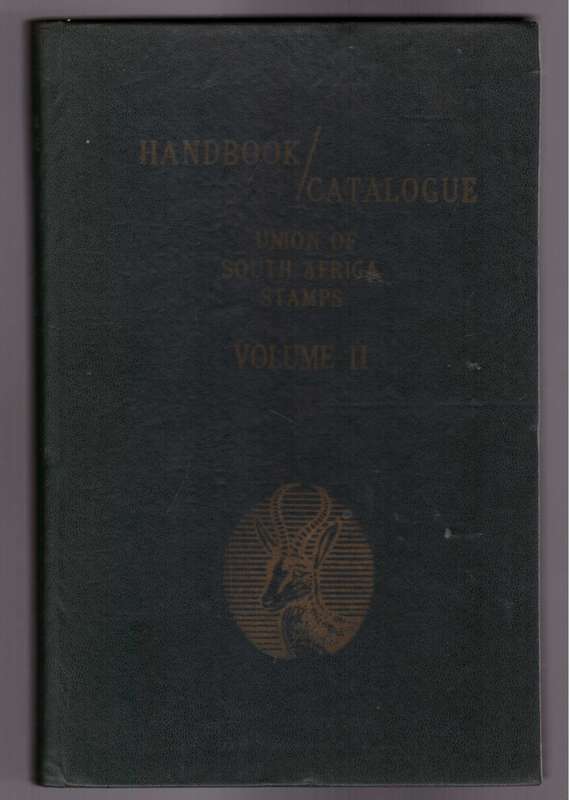 HANDBOOK/
CATALOGUE
UNION OF
SOUTH AFRICA
STAMPS
VOLUME II